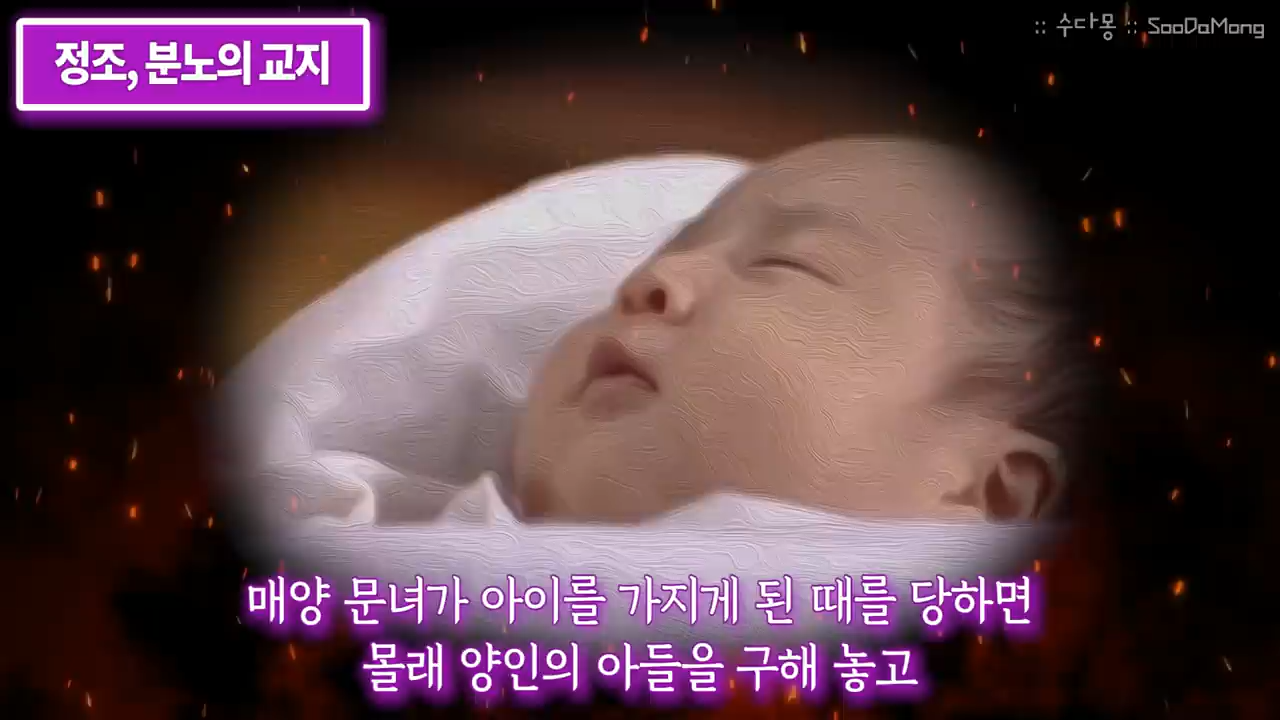 정조, 분노의 교지
:: 수다몽 :: SooDaMong
매양 문녀가 아이를 가지게 된 때를 당하면
몰래 양인의 아들을 구해 놓고